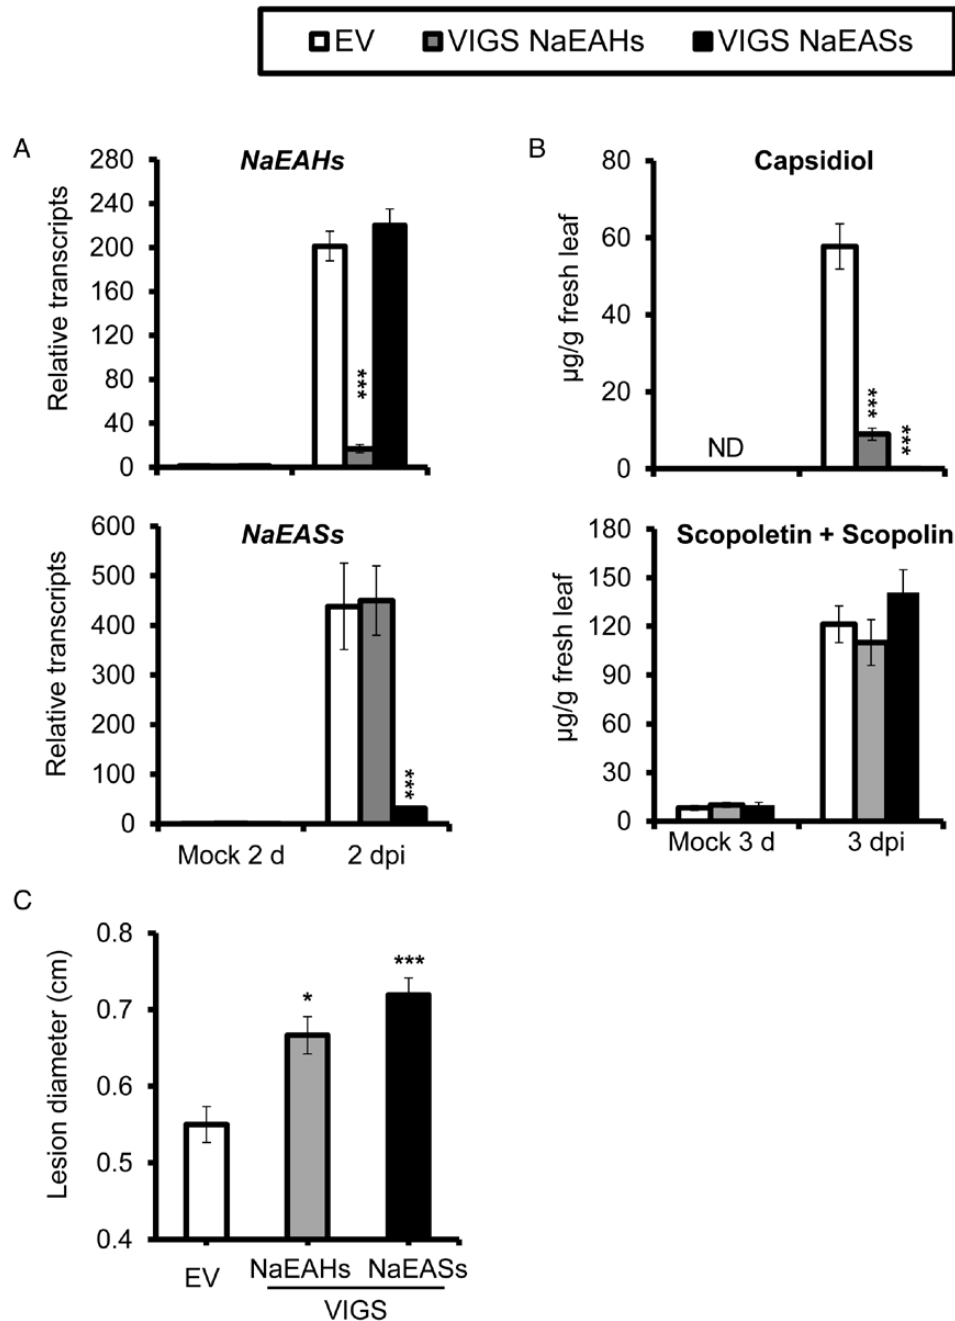 EV VIGS NaEAHs VIGS NaEASs
A
NaEAHs
Relative transcripts
280
240
200
160
120
80
40
0
***
B
Capsidiol
µg/g fresh leaf
80
60
40
20
0
ND
***
***
NaEASs
Relative transcripts
600
500
400
300
200
100
0
***
Mock 2 d 2 dpi
Scopoletin + Scopolin
µg/g fresh leaf
180
150
120
90
60
30
0
Mock 3 d 3 dpi
C
Lesion diameter (cm)
0.8
0.7
0.6
0.5
0.4
*
***
EV NaEAHs NaEASs
VIGS